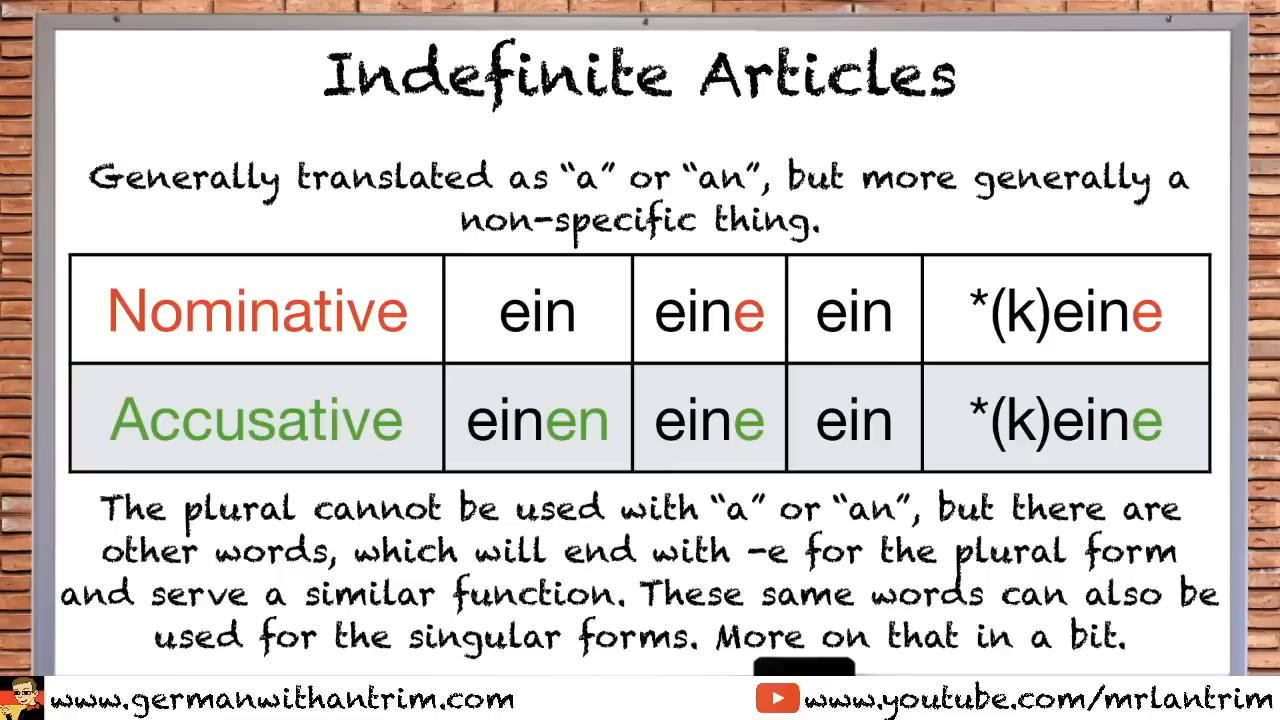 Indefinite Articles
Generally translated as “a” or “an”, but more generally a
non-specific thing.
Nominative ein eine ein *(k)eine
Accusative einen eine ein *(k)eine
The plural cannot be used with “a” or “an”, but there are
other words, which will end with -e for the plural form
and serve a similar function. These same words can also be
used for the singular forms. More on that in a bit.
www.germanwithantrim.com
www.youtube.com/mrlantrim